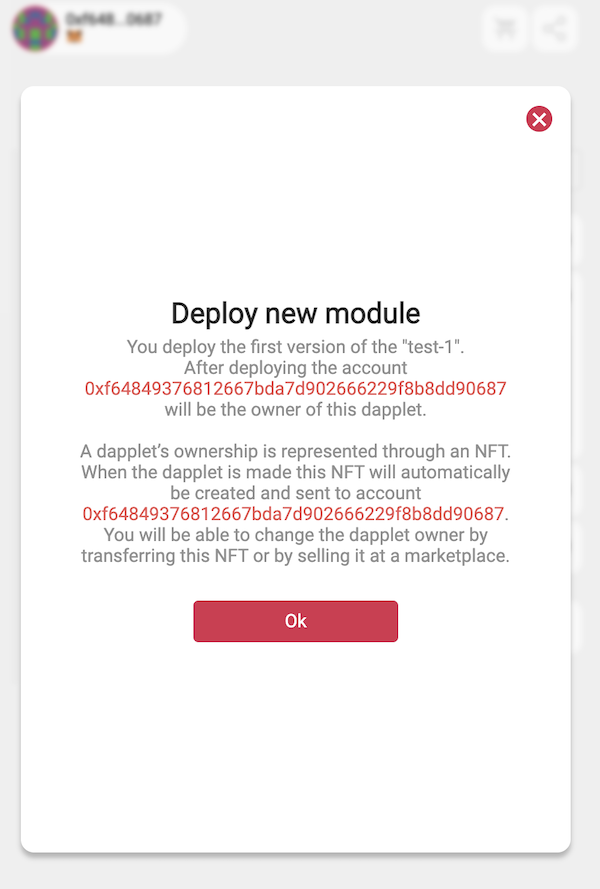 0xf648...0687
Deploy new module
You deploy the first version of the "test-1".
After deploying the account
0xf64849376812667bda7d902666229f8b8dd90687
will be the owner of this dapplet.
A dapplet’s ownership is represented through an NFT.
When the dapplet is made this NFT will automatically
be created and sent to account
0xf64849376812667bda7d902666229f8b8dd90687.
You will be able to change the dapplet owner by
transferring this NFT or by selling it at a marketplace.
Ok